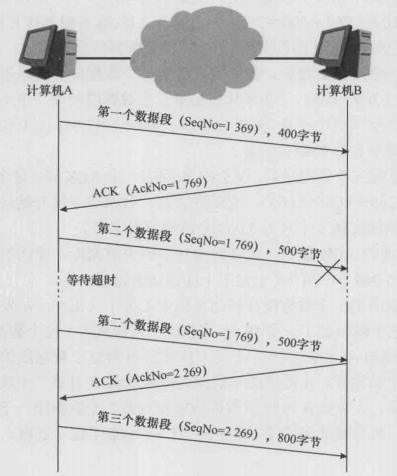 计算机A
计算机B
第一个数据段（SeqNo=1 369），400字节
ACK（AckNo=1 769）
第二个数据段（SeqNo=1 769），500字节
等待超时
第二个数据段（SeqNo=1 769），500字节
ACK（AckNo=2 269）
第三个数据段（SeqNo=2 269），800字节